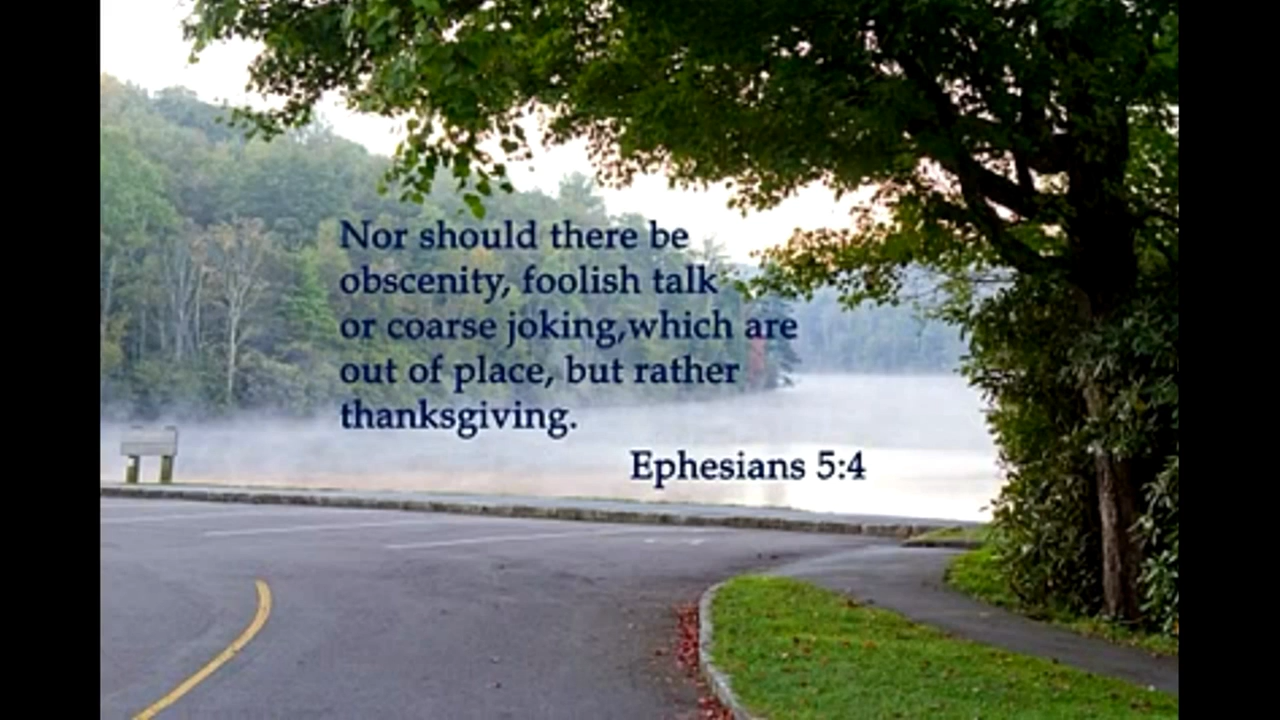 Nor should there be
obscenity, foolish talk
or coarse joking,which are
out of place, but rather
thanksgiving.
Ephesians 5:4